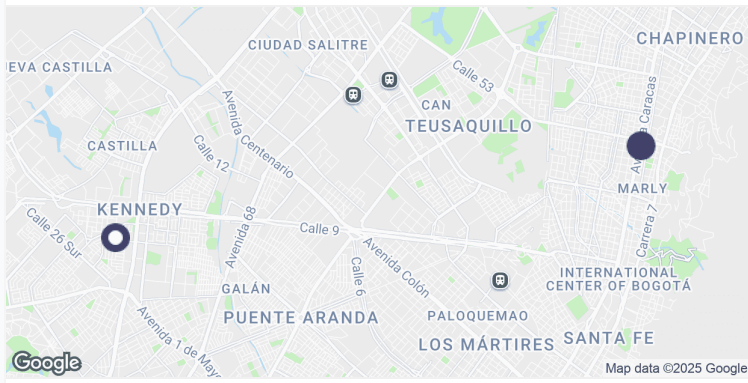 CHAPINERO
CIUDAD SALITRE
UEVA CASTILLA
Calle 53
Avenida Caracas
CAN
TEUSAQUILLO
Avenida Centenario
CASTILLA
Calle 12
MARLY
KENNEDY
Calle 26 Sur
Avenida 68
Calle 9
Carrera 7
Avenida Colón
Calle 6
INTERNATIONAL
CENTER OF BOGOTÁ
GALÁN
Avenida 1 de Mayo
PUENTE ARANDA
PALOQUEMAO
LOS MÁRTIRES
SANTA FE
Google
Map data ©2025 Google